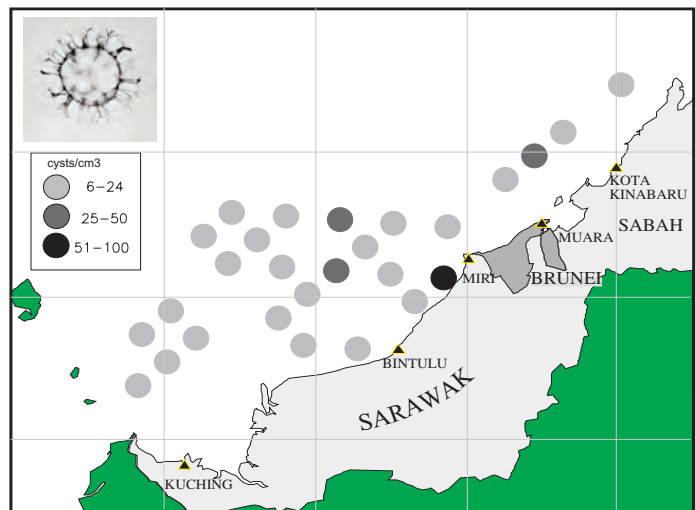 cysts/cm3
6-24
25-50
51-100
KOTA
KINABARU
SABAH
MUARA
MIRI
BRUNEI
BINTULU
SARAWAK
KUCHING